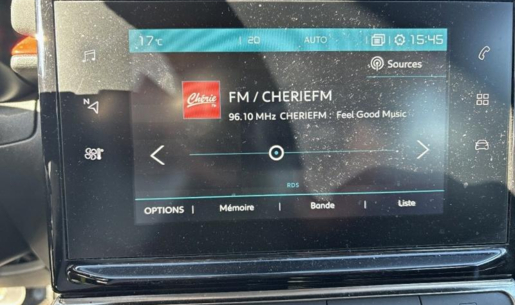 17°C 20 AUTO 15:45
Sources
Chérie FM
FM / CHERIEFM
96.10 MHz CHERIEFM : Feel Good Music
N
RDS
OPTIONS Mémoire Bande Liste